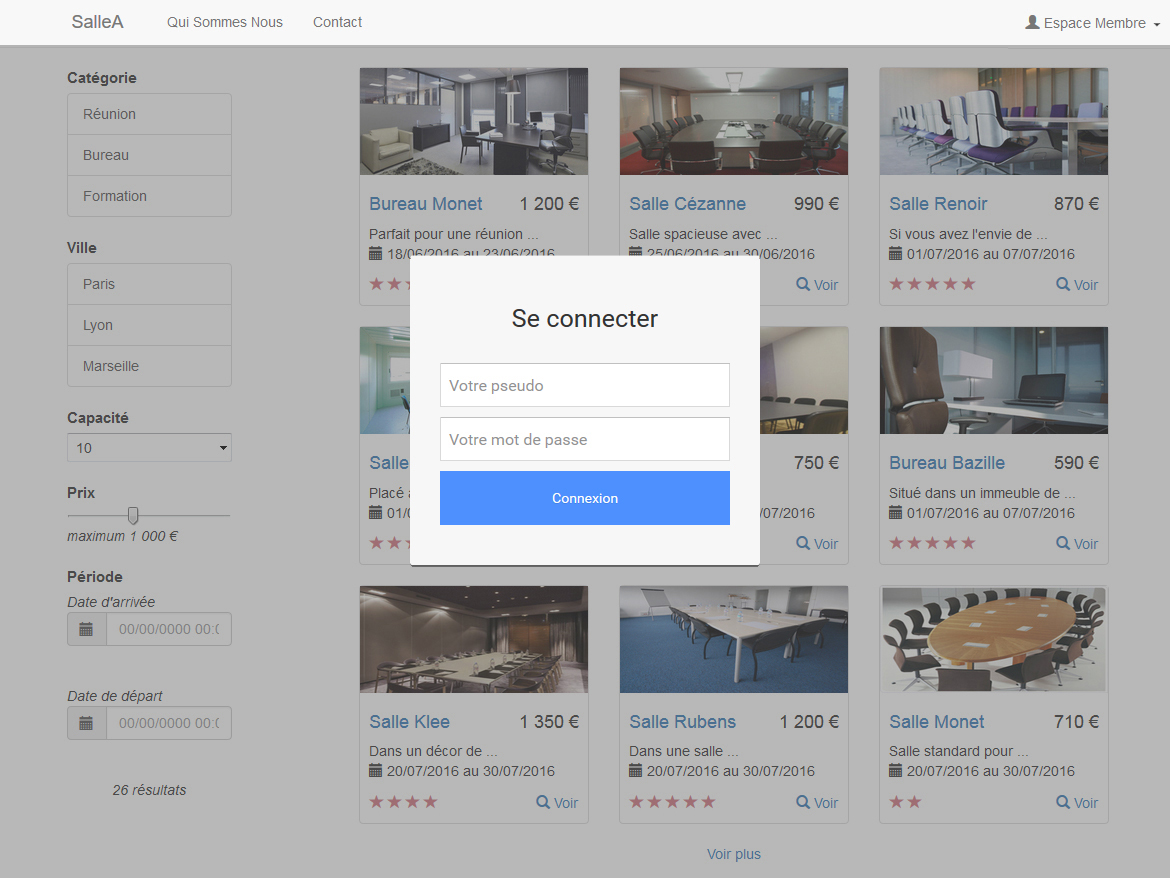 SalleA
Qui Sommes Nous
Contact
Espace Membre
Catégorie
Réunion
Bureau
Formation
Ville
Paris
Lyon
Marseille
Capacité
10
Prix
maximum 1 000 €
Période
Date d'arrivée
00/00/0000 00:(
Date de départ
00/00/0000 00:(
26 résultats
Bureau Monet 1 200 €
Parfait pour une réunion ...
18/06/2016 au 23/06/2016
Salle Cézanne 990 €
Salle spacieuse avec ...
25/06/2016 au 30/06/2016
Voir
Salle Renoir 870 €
Si vous avez l'envie de ...
01/07/2016 au 07/07/2016
Voir
Se connecter
Votre pseudo
Votre mot de passe
Connexion
Salle
Placé
01/0
750 €
/07/2016
Voir
Bureau Bazille 590 €
Situé dans un immeuble de ...
01/07/2016 au 07/07/2016
Voir
Salle Klee 1 350 €
Dans un décor de ...
20/07/2016 au 30/07/2016
Voir
Salle Rubens 1 200 €
Dans une salle ...
20/07/2016 au 30/07/2016
Voir
Salle Monet 710 €
Salle standard pour ...
20/07/2016 au 30/07/2016
Voir
Voir plus